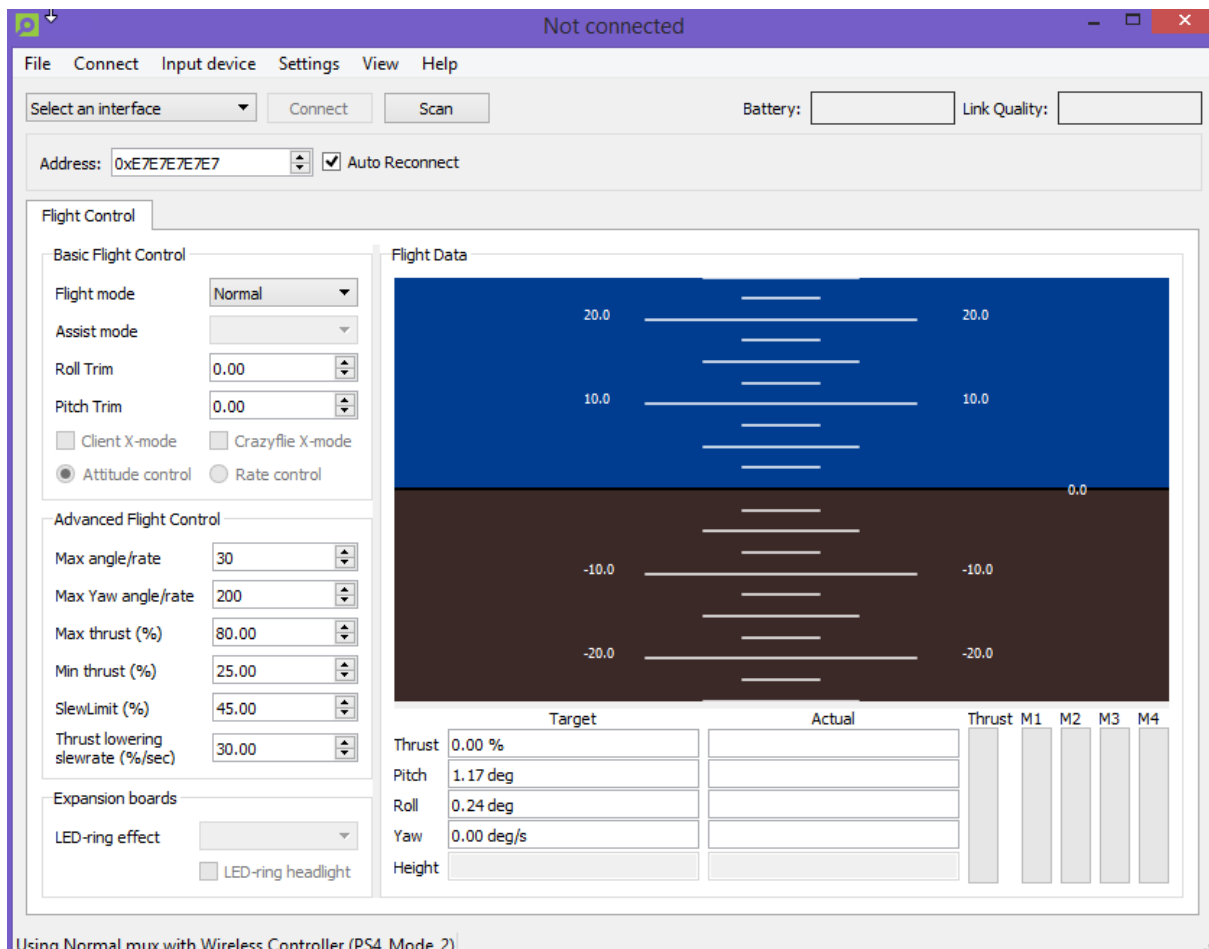 Not connected
File Connect Input device Settings View Help
Select an interface Connect Scan Battery: Link Quality:
Address: 0xE7E7E7E7E7 Auto Reconnect
Flight Control
Basic Flight Control
Flight mode Normal
Assist mode
Roll Trim 0.00
Pitch Trim 0.00
Client X-mode Crazyflie X-mode
Attitude control Rate control
Advanced Flight Control
Max angle/rate 30
Max Yaw angle/rate 200
Max thrust (%) 80.00
Min thrust (%) 25.00
SlewLimit (%) 45.00
Thrust lowering
slewrate (%/sec) 30.00
Expansion boards
LED-ring effect
LED-ring headlight
Flight Data
20.0 20.0
10.0 10.0
0.0
-10.0 -10.0
-20.0 -20.0
Target Actual Thrust M1 M2 M3 M4
Thrust 0.00 %
Pitch 1.17 deg
Roll 0.24 deg
Yaw 0.00 deg/s
Height
Using Normal mux with Wireless Controller (PS4_Mode_2)